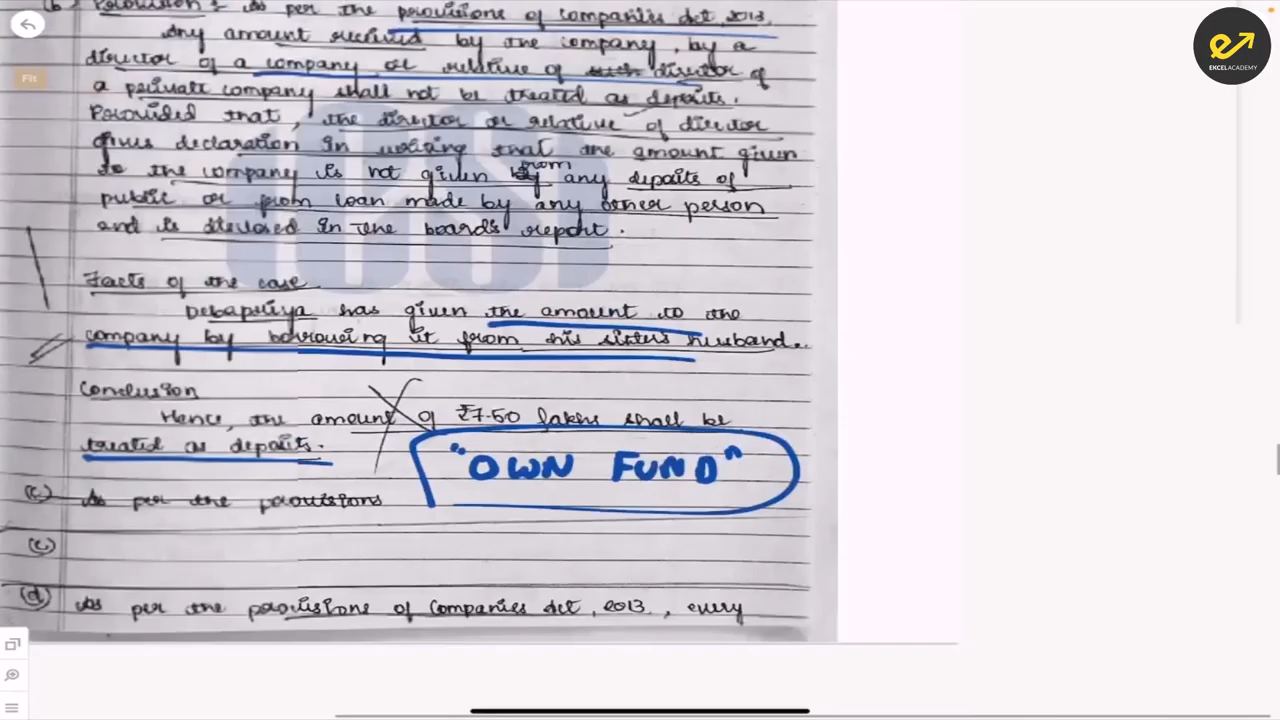 (b) Provision :- As per the provisions of companies Act, 2013,
Any amount received by the company, by a
director of a company or relative of such director of
a private company shall not be treated as deposits.
Provided that, the director or relative of director
gives declaration in writing that the amount given
to the company is not given by from any deposits of
public or from loan made by any other person
and is disclosed in the board's report.
Facts of the case
Debapriya has given the amount to the
company by borrowing it from his sisters husband.
Conclusion
Hence, the amount of ₹7.50 lakhs shall be
treated as deposits.
"OWN FUND"
(c) As per the provisions
(c)
(d) As per the provisions of Companies Act, 2013, every
Fit
EKCELACADEMY
ICSI